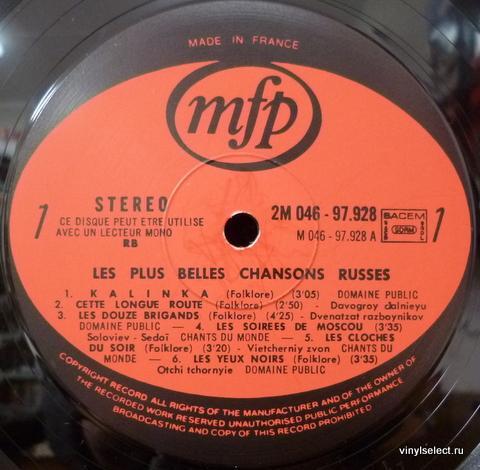 MADE IN FRANCE
mfp
1
STEREO
CE DISQUE PEUT ETRE UTILISE
AVEC UN LECTEUR MONO
RB
2M 046 - 97.928
M 046 - 97.928 A
BACEM
SDRM
1
LES PLUS BELLES CHANSONS RUSSES
1. KALINKA (Folklore) (3'05) DOMAINE PUBLIC
2. CETTE LONGUE ROUTE (Folklore) (2'50) - Davogroy dalnieyu
3. LES DOUZE BRIGANDS (Folklore) (4'25) - Dvenatzat razboynikov
DOMAINE PUBLIC — 4. LES SOIREES DE MOSCOU (3'35)
Soloviev - Sedoï CHANTS DU MONDE — 5. LES CLOCHES
DU SOIR (Folklore) (3'20) - Vietcherniy zvon CHANTS DU
MONDE — 6. LES YEUX NOIRS (Folklore) (3'35)
Otchi tchornyie DOMAINE PUBLIC
COPYRIGHT RECORD ALL RIGHTS OF THE MANUFACTURER AND OF THE OWNER OF
THE RECORDED WORK RESERVED UNAUTHORISED PUBLIC PERFORMANCE
BROADCASTING AND COPY OF THIS RECORD PROHIBITED
vinylselect.ru